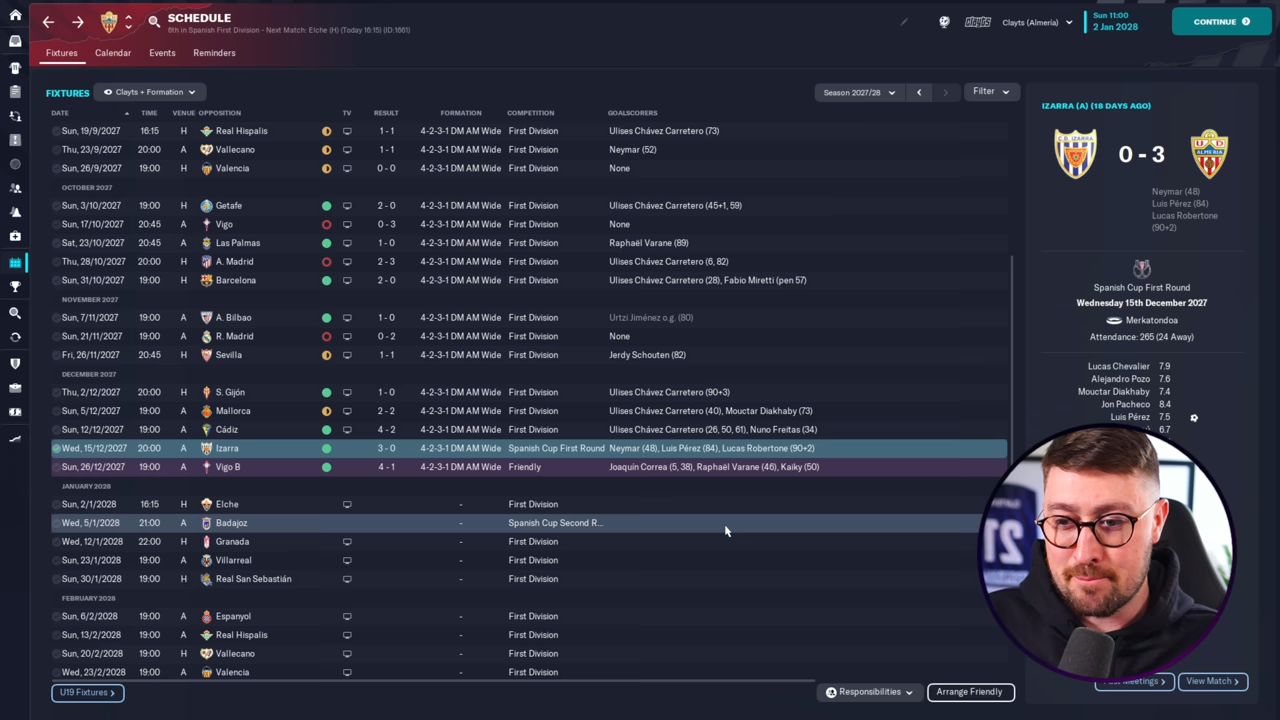 SCHEDULE
6th in Spanish First Division - Next Match: Elche (H) (Today 16:15) (ID:1661)
CLAYTS
Clayts (Almeria)
Sun 11:00
2 Jan 2028
CONTINUE
Fixtures Calendar Events Reminders
FIXTURES Clayts + Formation Season 2027/28 Filter
DATE TIME VENUE OPPOSITION TV RESULT FORMATION COMPETITION GOALSCORERS
Sun, 19/9/2027 16:15 H Real Hispalis 1 - 1 4-2-3-1 DM AM Wide First Division Ulises Chávez Carretero (73)
Thu, 23/9/2027 20:00 A Vallecano 1 - 1 4-2-3-1 DM AM Wide First Division Neymar (52)
Sun, 26/9/2027 19:00 H Valencia 0 - 0 4-2-3-1 DM AM Wide First Division None
OCTOBER 2027
Sun, 3/10/2027 19:00 H Getafe 2 - 0 4-2-3-1 DM AM Wide First Division Ulises Chávez Carretero (45+1, 59)
Sun, 17/10/2027 20:45 A Vigo 0 - 3 4-2-3-1 DM AM Wide First Division None
Sat, 23/10/2027 20:45 A Las Palmas 1 - 0 4-2-3-1 DM AM Wide First Division Raphaël Varane (89)
Thu, 28/10/2027 20:00 H A. Madrid 2 - 3 4-2-3-1 DM AM Wide First Division Ulises Chávez Carretero (6, 82)
Sun, 31/10/2027 19:00 H Barcelona 2 - 0 4-2-3-1 DM AM Wide First Division Ulises Chávez Carretero (28), Fabio Miretti (pen 57)
NOVEMBER 2027
Sun, 7/11/2027 19:00 A A. Bilbao 1 - 0 4-2-3-1 DM AM Wide First Division Urtzi Jiménez o.g. (80)
Sun, 21/11/2027 19:00 A R. Madrid 0 - 2 4-2-3-1 DM AM Wide First Division None
Fri, 26/11/2027 20:45 H Sevilla 1 - 1 4-2-3-1 DM AM Wide First Division Jerdy Schouten (82)
DECEMBER 2027
Thu, 2/12/2027 20:00 H S. Gijón 1 - 0 4-2-3-1 DM AM Wide First Division Ulises Chávez Carretero (90+3)
Sun, 5/12/2027 19:00 A Mallorca 2 - 2 4-2-3-1 DM AM Wide First Division Ulises Chávez Carretero (40), Mouctar Diakhaby (73)
Sun, 12/12/2027 19:00 A Cádiz 4 - 2 4-2-3-1 DM AM Wide First Division Ulises Chávez Carretero (26, 50, 61), Nuno Freitas (34)
Wed, 15/12/2027 20:00 A Izarra 3 - 0 4-2-3-1 DM AM Wide Spanish Cup First Round Neymar (48), Luis Pérez (84), Lucas Robertone (90+2)
Sun, 26/12/2027 19:00 A Vigo B 4 - 1 4-2-3-1 DM AM Wide Friendly Joaquín Correa (5, 38), Raphaël Varane (46), Kaiky (50)
JANUARY 2028
Sun, 2/1/2028 16:15 H Elche - First Division
Wed, 5/1/2028 21:00 A Badajoz - Spanish Cup Second R...
Wed, 12/1/2028 22:00 H Granada - First Division
Sun, 23/1/2028 19:00 A Villarreal - First Division
Sun, 30/1/2028 19:00 H Real San Sebastián - First Division
FEBRUARY 2028
Sun, 6/2/2028 19:00 A Espanyol - First Division
Sun, 13/2/2028 19:00 A Real Hispalis - First Division
Sun, 20/2/2028 19:00 H Vallecano - First Division
Wed, 23/2/2028 19:00 A Valencia - First Division
U19 Fixtures Responsibilities Arrange Friendly
IZARRA (A) (18 DAYS AGO)
0 - 3
Neymar (48)
Luis Pérez (84)
Lucas Robertone
(90+2)
Spanish Cup First Round
Wednesday 15th December 2027
Merkatondoa
Attendance: 265 (24 Away)
Lucas Chevalier 7.9
Alejandro Pozo 7.6
Mouctar Diakhaby 7.4
Jon Pacheco 8.4
Luis Pérez 7.5
6.7
21
Meetings View Match